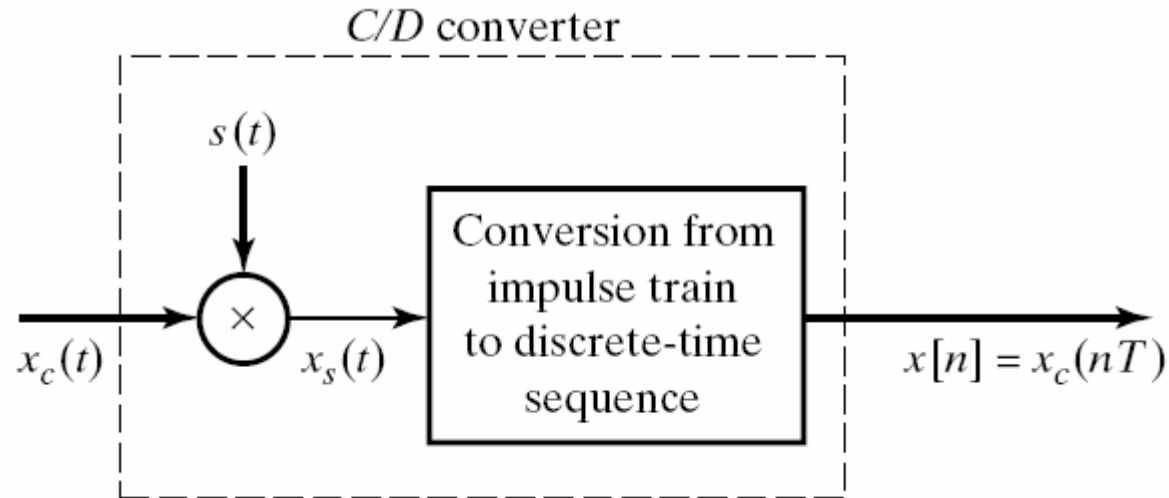 C/D converter
s(t)
Conversion from
impulse train
to discrete-time
sequence
×
x_c(t)
x_s(t)
x[n] = x_c(nT)